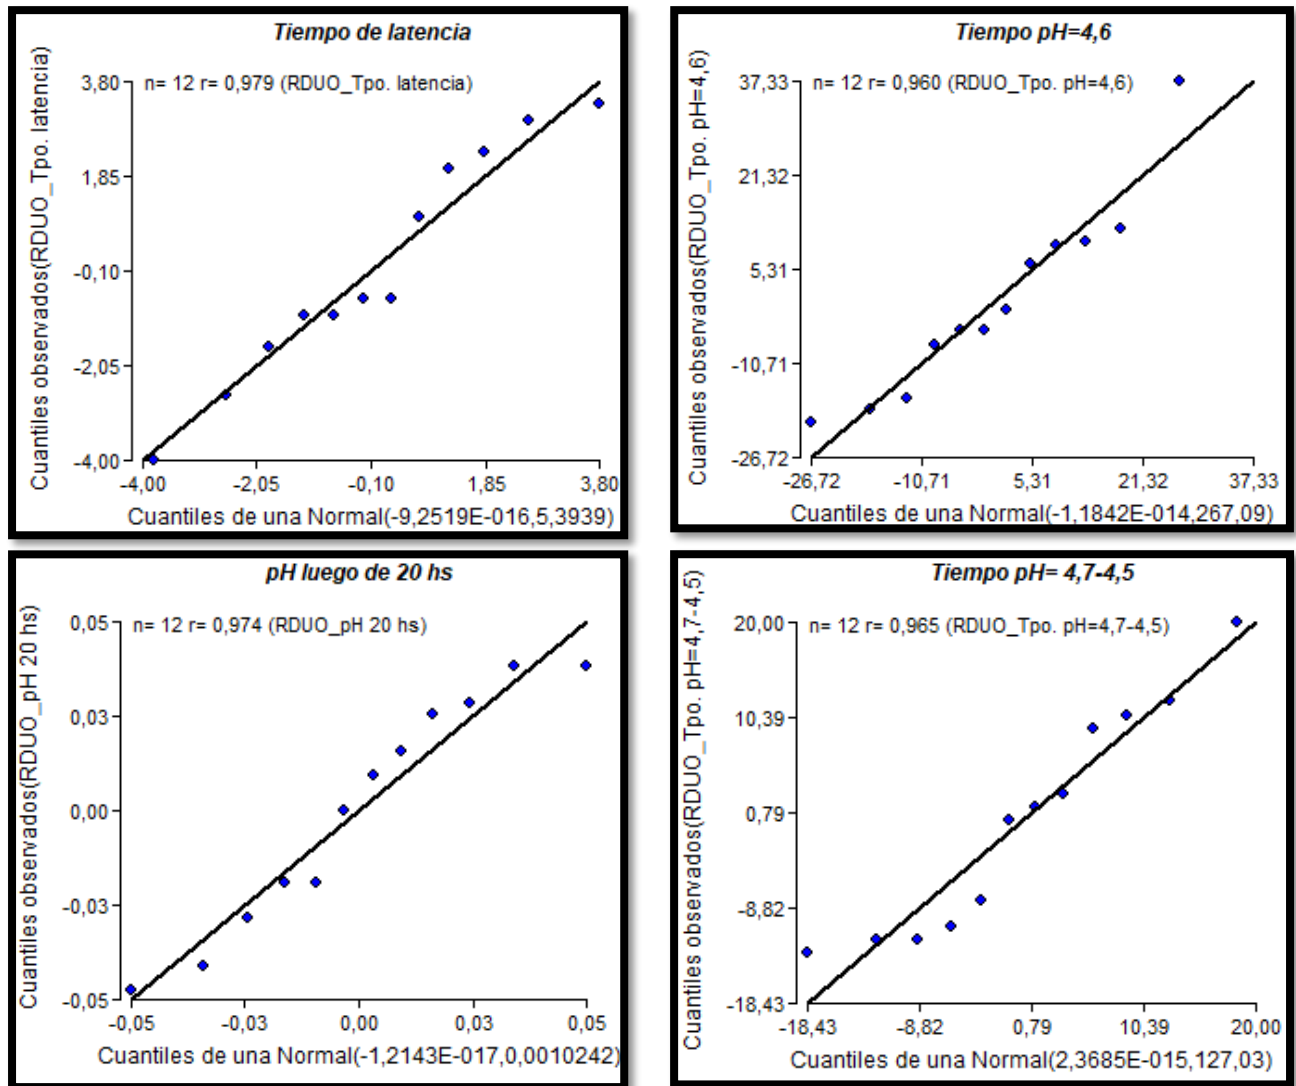 Tiempo de latencia
n= 12 r= 0,979 (RDUO_Tpo. latencia)
Cuantiles observados(RDUO_Tpo. latencia)
3,80
1,85
-0,10
-2,05
-4,00
-4,00 -2,05 -0,10 1,85 3,80
Cuantiles de una Normal(-9,2519E-016,5,3939)
Tiempo pH=4,6
n= 12 r= 0,960 (RDUO_Tpo. pH=4,6)
Cuantiles observados(RDUO_Tpo. pH=4,6)
37,33
21,32
5,31
-10,71
-26,72
-26,72 -10,71 5,31 21,32 37,33
Cuantiles de una Normal(-1,1842E-014,267,09)
pH luego de 20 hs
n= 12 r= 0,974 (RDUO_pH 20 hs)
Cuantiles observados(RDUO_pH 20 hs)
0,05
0,03
0,00
-0,03
-0,05
-0,05 -0,03 0,00 0,03 0,05
Cuantiles de una Normal(-1,2143E-017,0,0010242)
Tiempo pH= 4,7-4,5
n= 12 r= 0,965 (RDUO_Tpo. pH=4,7-4,5)
Cuantiles observados(RDUO_Tpo. pH=4,7-4,5)
20,00
10,39
0,79
-8,82
-18,43
-18,43 -8,82 0,79 10,39 20,00
Cuantiles de una Normal(2,3685E-015,127,03)